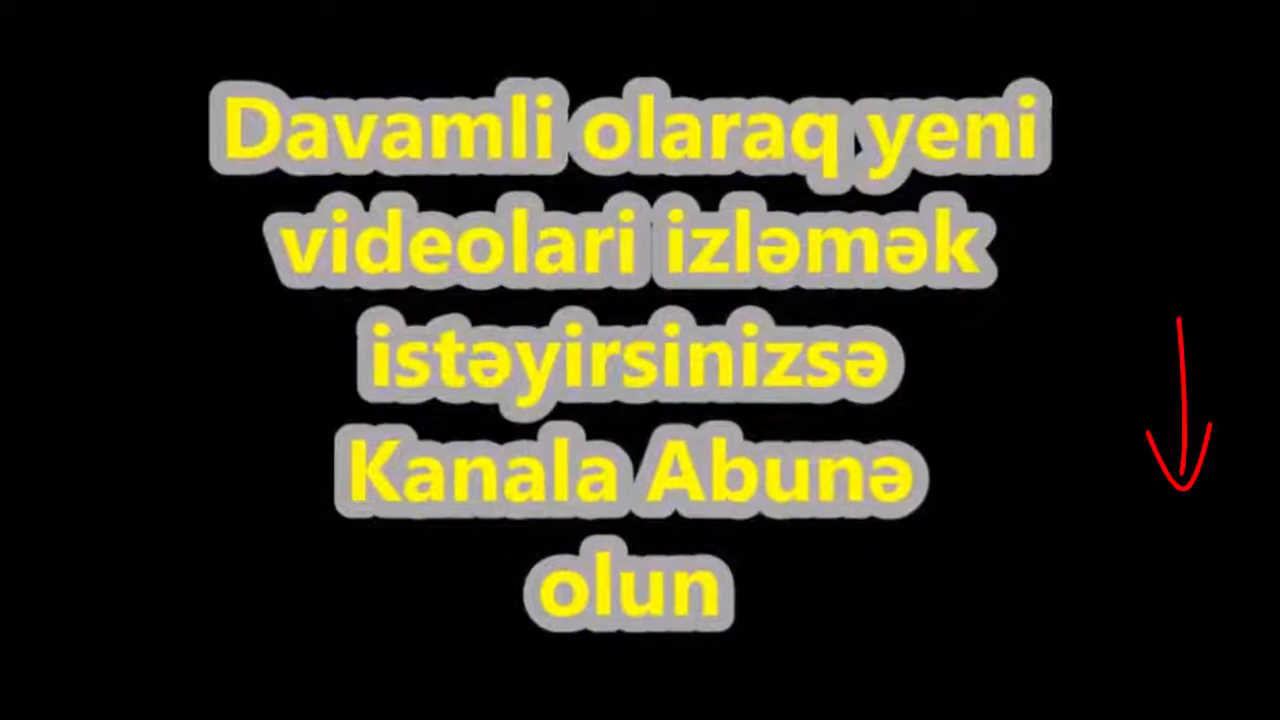 Davamli olaraq yeni
videolari izləmək
istəyirsinizsə
Kanala Abunə
olun